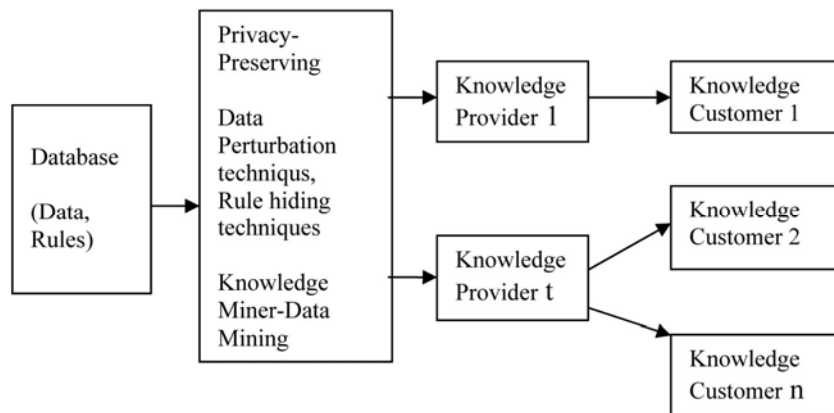 Database
(Data,
Rules)
Privacy-
Preserving
Data
Perturbation
techniqus,
Rule hiding
techniques
Knowledge
Miner-Data
Mining
Knowledge
Provider 1
Knowledge
Customer 1
Knowledge
Provider t
Knowledge
Customer 2
Knowledge
Customer n